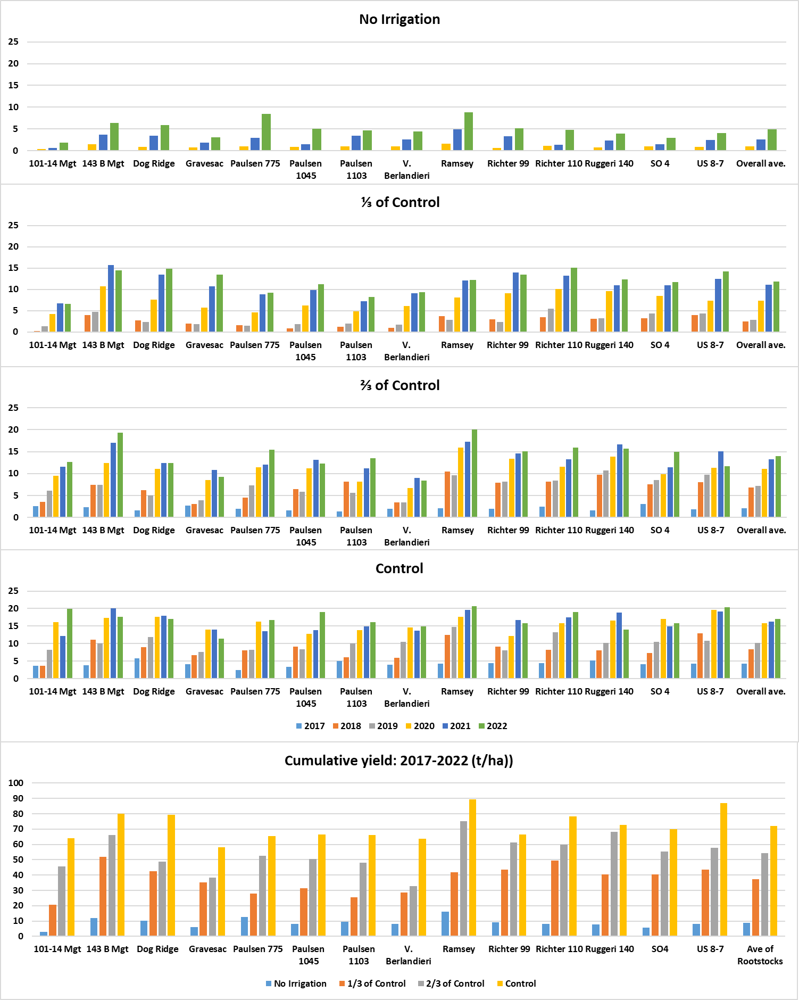 No Irrigation
25
20
15
10
5
0
101-14 Mgt 143 B Mgt Dog Ridge Gravesac Paulsen 775 Paulsen Paulsen V. Ramsey Richter 99 Richter 110 Ruggeri 140 SO 4 US 8-7 Overall ave.
1045 1103 Berlandieri
⅓ of Control
25
20
15
10
5
0
101-14 Mgt 143 B Mgt Dog Ridge Gravesac Paulsen 775 Paulsen Paulsen V. Ramsey Richter 99 Richter 110 Ruggeri 140 SO 4 US 8-7 Overall ave.
1045 1103 Berlandieri
⅔ of Control
25
20
15
10
5
0
101-14 Mgt 143 B Mgt Dog Ridge Gravesac Paulsen 775 Paulsen Paulsen V. Ramsey Richter 99 Richter 110 Ruggeri 140 SO 4 US 8-7 Overall ave.
1045 1103 Berlandieri
Control
25
20
15
10
5
0
101-14 Mgt 143 B Mgt Dog Ridge Gravesac Paulsen 775 Paulsen Paulsen V. Ramsey Richter 99 Richter 110 Ruggeri 140 SO 4 US 8-7 Overall ave.
1045 1103 Berlandieri
2017 2018 2019 2020 2021 2022
Cumulative yield: 2017-2022 (t/ha))
100
90
80
70
60
50
40
30
20
10
0
101-14 Mgt 143 B Mgt Dog Ridge Gravesac Paulsen 775 Paulsen Paulsen V. Ramsey Richter 99 Richter 110 Ruggeri 140 SO4 US 8-7 Ave of
1045 1103 Berlandieri Rootstocks
No Irrigation 1/3 of Control 2/3 of Control Control